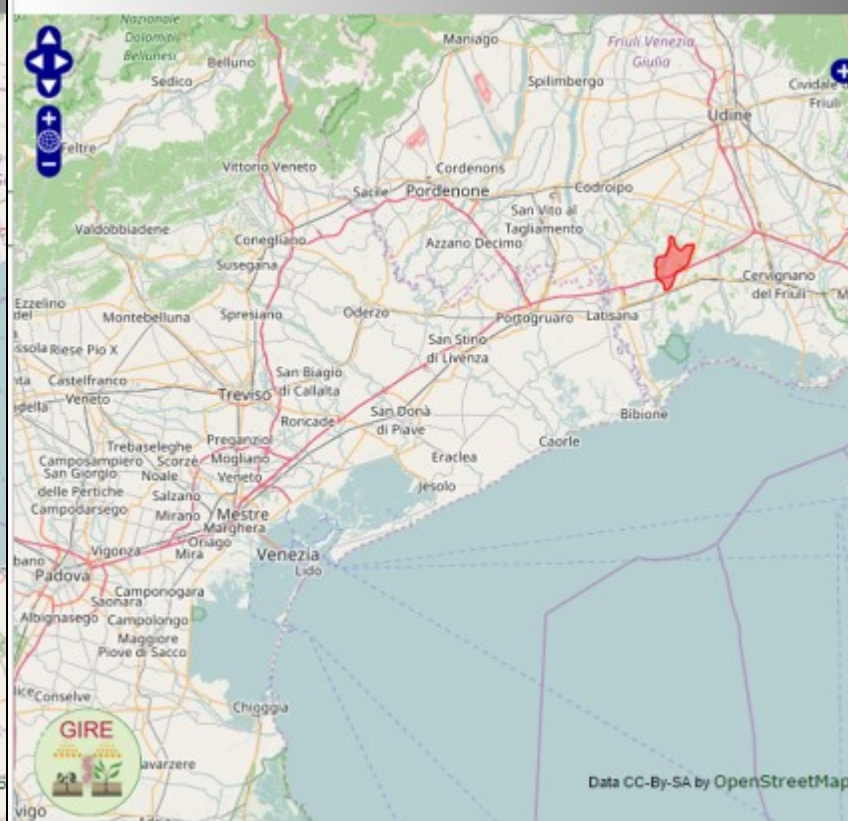 Nazionale
Dolomiti
Bellunesi
Maniago
Friuli Venezia
Giulia
Belluno
Sedico
Spilimbergo
Cividale
Friuli
Udine
Feltre
Vittorio Veneto
Cordenons
Sacile
Pordenone
Codroipo
San Vito al
Tagliamento
Valdobbiadene
Conegliano
Azzano Decimo
Susegana
Cervignano
del Friuli
Ezzelino
Montebelluna
Spresiano
Oderzo
Portogruaro
Latisana
Riese Pio X
San Stino
di Livenza
Castelfranco
Veneto
San Biagio
di Callalta
Treviso
Roncade
San Donà
di Piave
Bibione
Preganziol
Trebaseleghe
Caorle
Camposampiero
Scorzè
Mogliano
Veneto
Eraclea
San Giorgio
delle Pertiche
Noale
Jesolo
Salzano
Camposarsego
Mirano
Mestre
Marghera
Oriago
Vigonza
Mira
Venezia
Lido
Padova
Camponogara
Saonara
Albignasego
Campolongo
Maggiore
Piove di Sacco
Conselve
Chioggia
GIRE
avarzere
Data CC-By-SA by OpenStreetMap
vigo